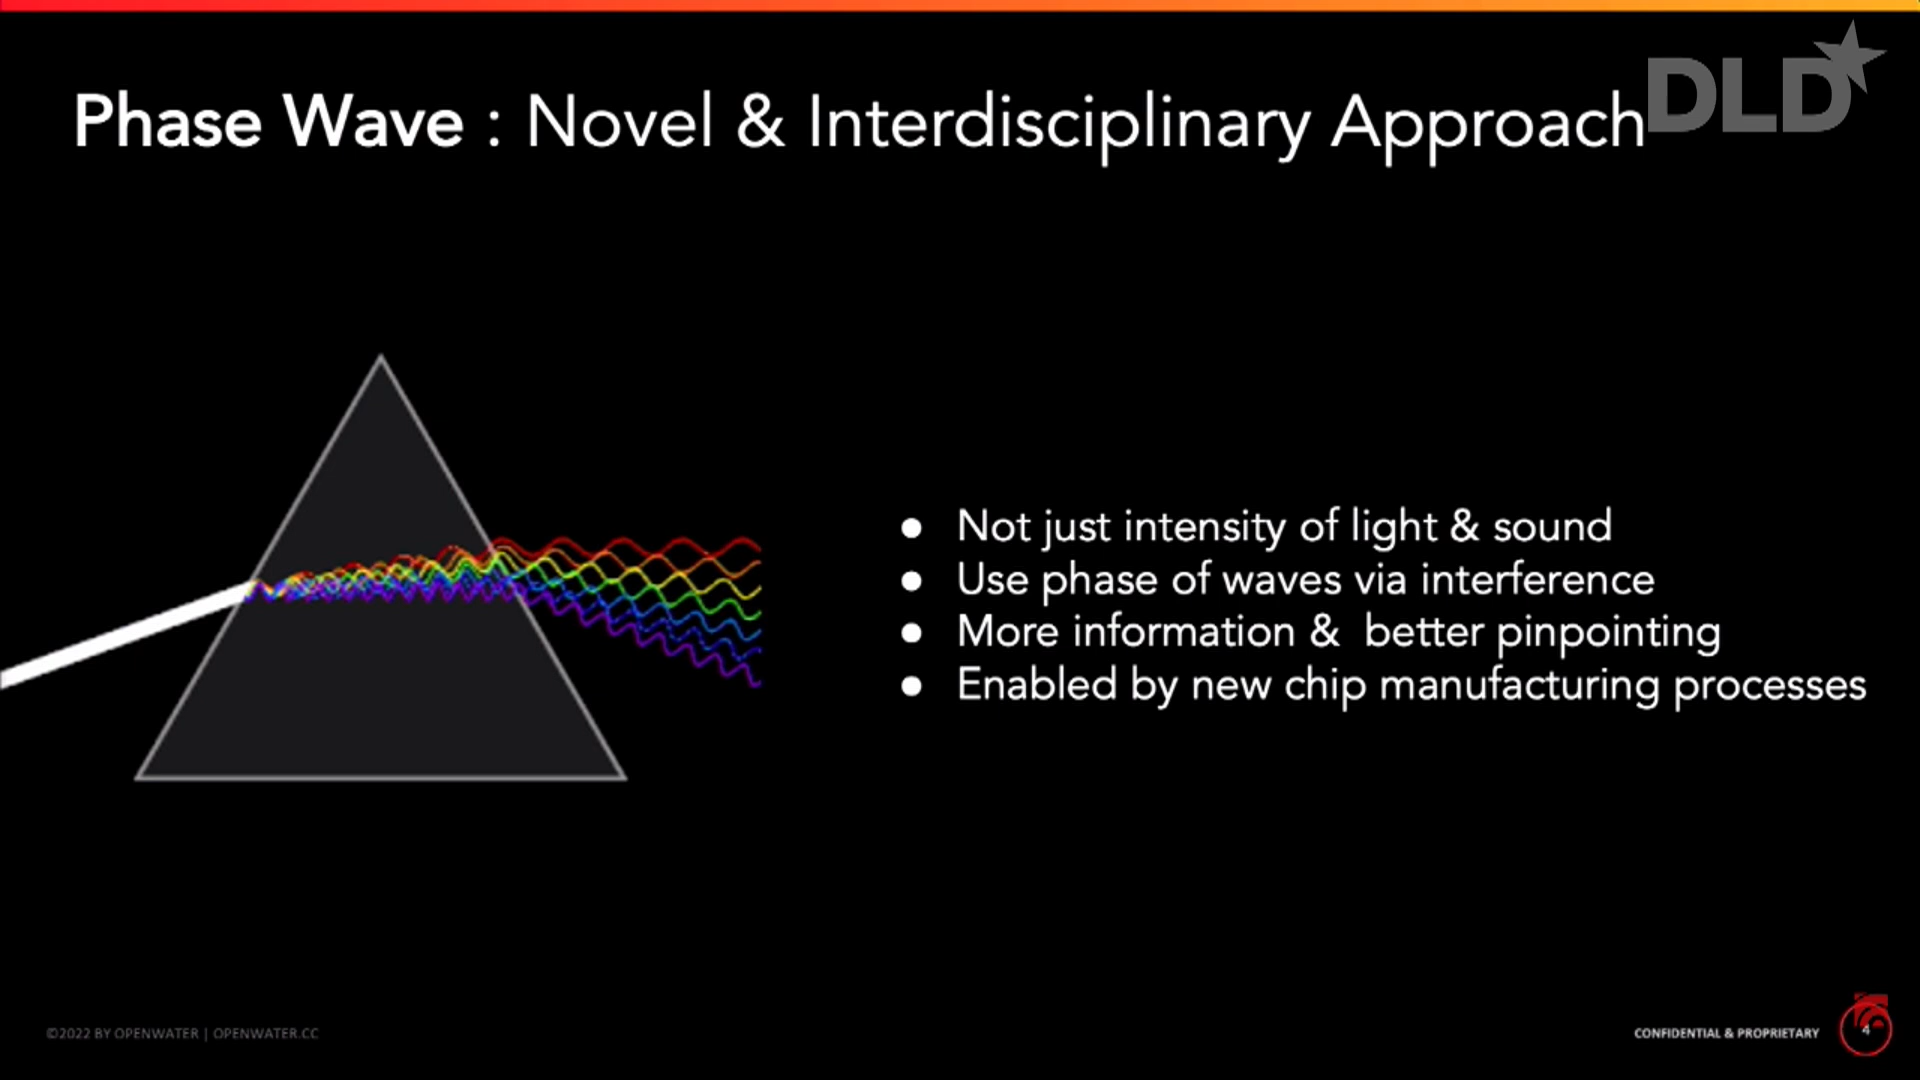 DLD
Phase Wave : Novel & Interdisciplinary Approach
● Not just intensity of light & sound
● Use phase of waves via interference
● More information &  better pinpointing
● Enabled by new chip manufacturing processes
©2022 BY OPENWATER | OPENWATER.CC
CONFIDENTIAL & PROPRIETARY
4